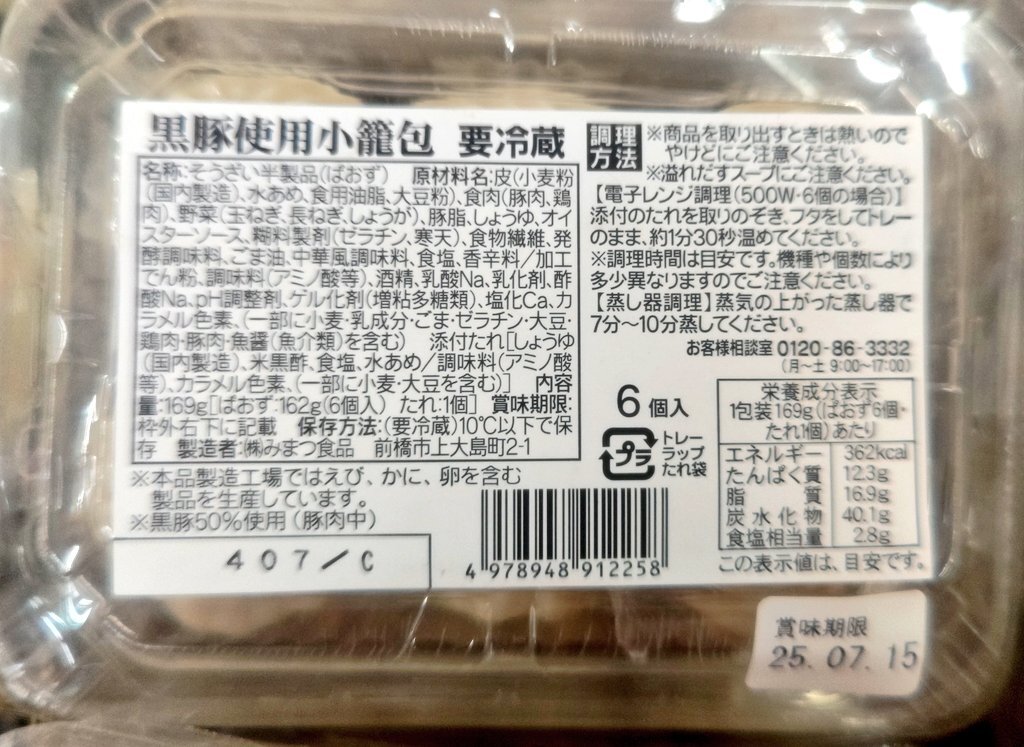 黒豚使用小籠包 要冷蔵
名称:そうざい半製品(ぱおず) 原材料名:皮(小麦粉
(国内製造)、水あめ、食用油脂、大豆粉)、食肉(豚肉、鶏
肉)、野菜(玉ねぎ、長ねぎ、しょうが)、豚脂、しょうゆ、オイ
スターソース、糊料製剤(ゼラチン、寒天)、食物繊維、発
酵調味料、ごま油、中華風調味料、食塩、香辛料/加工
でん粉、調味料(アミノ酸等)、酒精、乳酸Na、乳化剤、酢
酸Na、pH調整剤、ゲル化剤(増粘多糖類)、塩化Ca、カ
ラメル色素、(一部に小麦・乳成分・ごま・ゼラチン・大豆・
鶏肉・豚肉・魚醤(魚介類)を含む) 添付たれ[しょうゆ
(国内製造)、米黒酢、食塩、水あめ/調味料(アミノ酸
等)、カラメル色素、(一部に小麦・大豆を含む)] 内容
量:169g[ぱおず:162g(6個入) たれ:1個] 賞味期限:
枠外右下に記載 保存方法:(要冷蔵)10℃以下で保
存 製造者:㈱みまつ食品 前橋市上大島町2-1
※本品製造工場ではえび、かに、卵を含む
製品を生産しています。
※黒豚50%使用(豚肉中)
407/C
調理方法
※商品を取り出すときは熱いので
やけどにご注意ください。
※溢れだすスープにご注意ください。
【電子レンジ調理(500W・6個の場合)】
添付のたれを取りのぞき、フタをしてトレー
のまま、約1分30秒温めてください。
※調理時間は目安です。機種や個数により
多少異なりますのでご注意ください。
【蒸し器調理】蒸気の上がった蒸し器で
7分~10分蒸してください。
お客様相談室 0120-86-3332
(月~土 9:00~17:00)
6個入
プラ
トレー
ラップ
たれ袋
4 978948 912258
栄養成分表示
1包装169g(ぱおず6個・
たれ1個)あたり
エネルギー 362kcal
たんぱく質 12.3g
脂質 16.9g
炭水化物 40.1g
食塩相当量 2.8g
この表示値は、目安です。
賞味期限
25.07.15